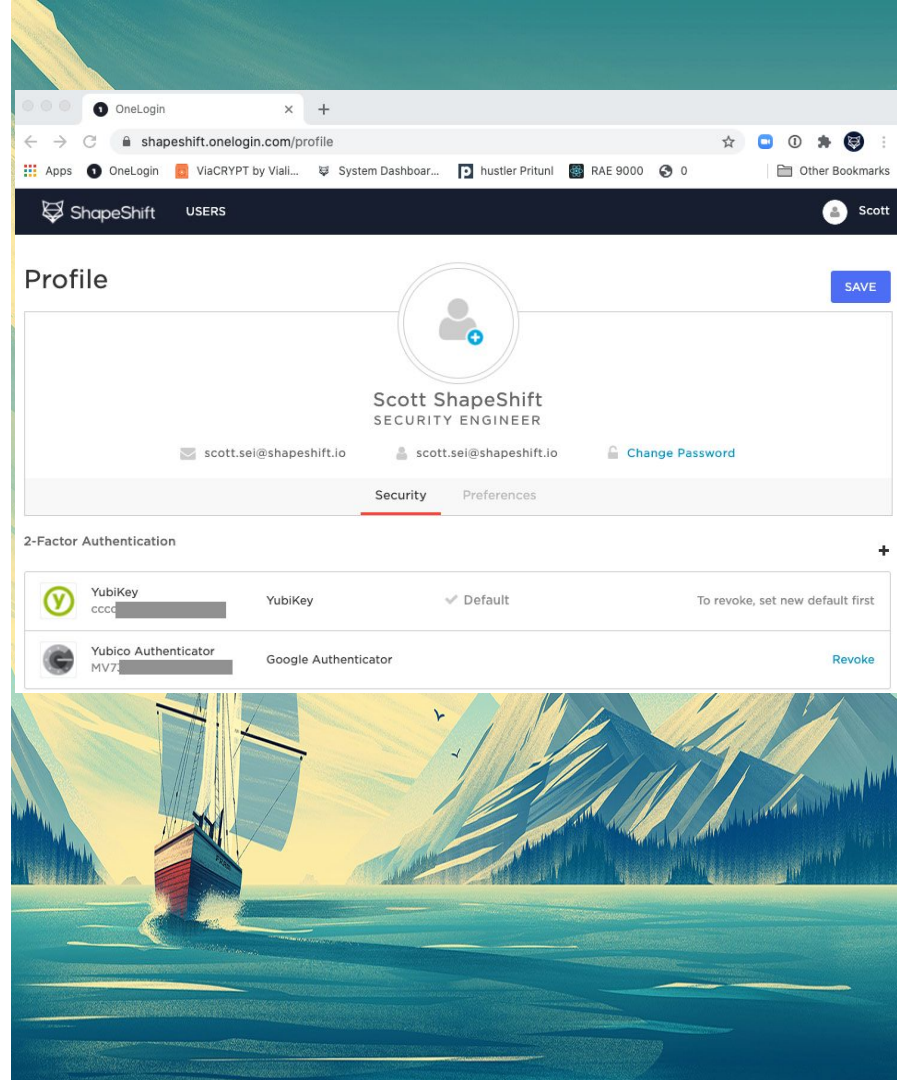 OneLogin
shapeshift.onelogin.com/profile
Apps OneLogin ViaCRYPT by Viali... System Dashboar... hustler Pritunl RAE 9000 0 Other Bookmarks
ShapeShift USERS Scott
Profile
SAVE
Scott ShapeShift
SECURITY ENGINEER
scott.sei@shapeshift.io scott.sei@shapeshift.io Change Password
Security Preferences
2-Factor Authentication
YubiKey
cccc
YubiKey Default To revoke, set new default first
Yubico Authenticator
MV73
Google Authenticator Revoke